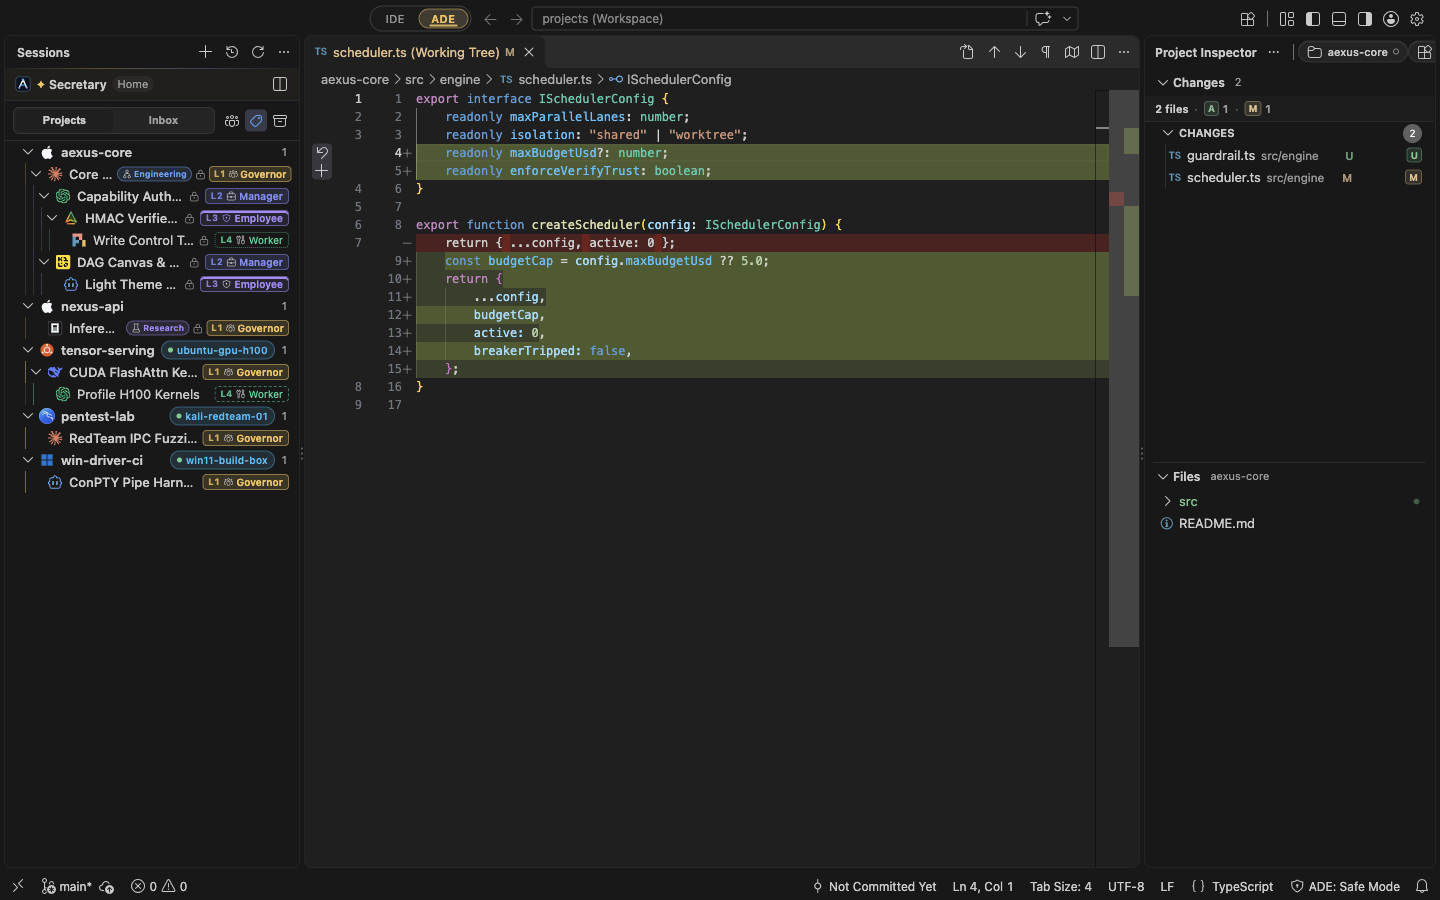 IDE ADE projects (Workspace)
Sessions
Secretary Home
Projects Inbox
aexus-core 1
Core ... Engineering L1 Governor
Capability Auth... L2 Manager
HMAC Verifie... L3 Employee
Write Control T... L4 Worker
DAG Canvas & ... L2 Manager
Light Theme ... L3 Employee
nexus-api 1
Infere... Research L1 Governor
tensor-serving ubuntu-gpu-h100 1
CUDA FlashAttn Ke... L1 Governor
Profile H100 Kernels L4 Worker
pentest-lab kali-redteam-01 1
RedTeam IPC Fuzzi... L1 Governor
win-driver-ci win11-build-box 1
ConPTY Pipe Harn... L1 Governor
TS scheduler.ts (Working Tree) M
aexus-core > src > engine > TS scheduler.ts > ISchedulerConfig
1 1 export interface ISchedulerConfig {
2 2 readonly maxParallelLanes: number;
3 3 readonly isolation: "shared" | "worktree";
4+ readonly maxBudgetUsd?: number;
5+ readonly enforceVerifyTrust: boolean;
4 6 }
5 7
6 8 export function createScheduler(config: ISchedulerConfig) {
7 − return { ...config, active: 0 };
9+ const budgetCap = config.maxBudgetUsd ?? 5.0;
10+ return {
11+ ...config,
12+ budgetCap,
13+ active: 0,
14+ breakerTripped: false,
15+ };
8 16 }
9 17
Project Inspector ... aexus-core
Changes 2
2 files · A 1 · M 1
CHANGES 2
TS guardrail.ts src/engine U U
TS scheduler.ts src/engine M M
Files aexus-core
src
README.md
main* 0 0 Not Committed Yet Ln 4, Col 1 Tab Size: 4 UTF-8 LF { } TypeScript ADE: Safe Mode